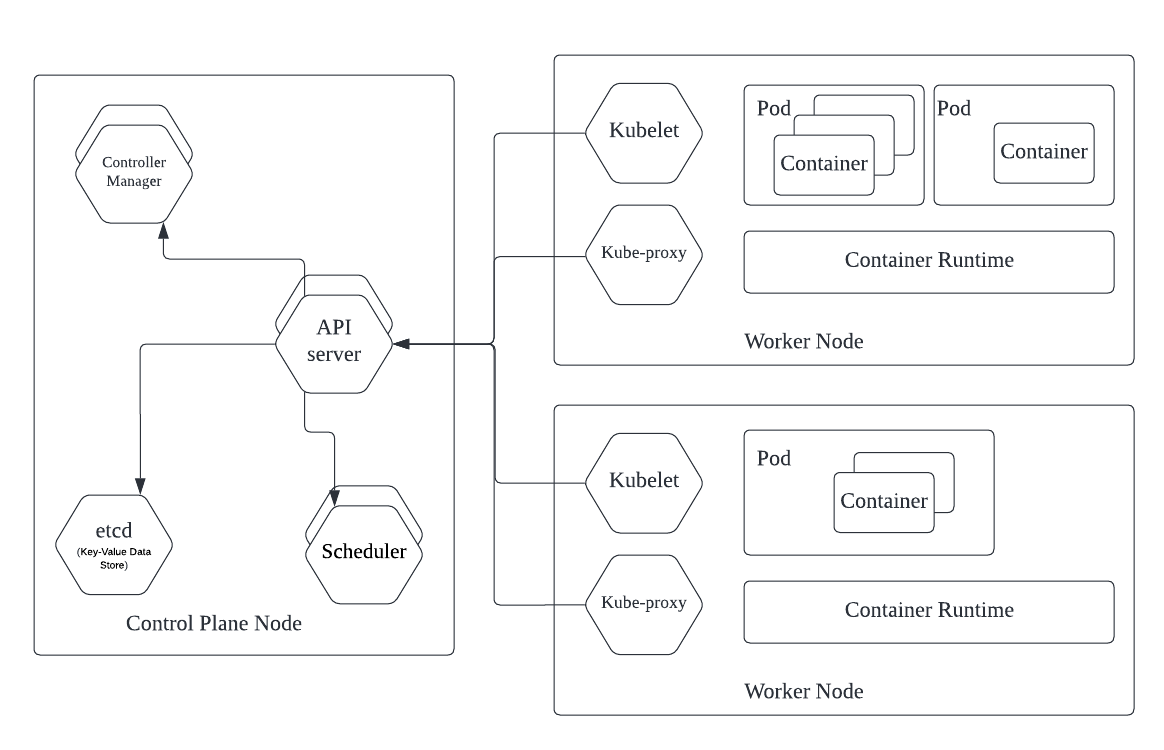 Controller
Manager
API
server
etcd
(Key-Value Data
Store)
Scheduler
Control Plane Node
Kubelet
Kube-proxy
Pod
Container
Pod
Container
Container Runtime
Worker Node
Kubelet
Kube-proxy
Pod
Container
Container Runtime
Worker Node